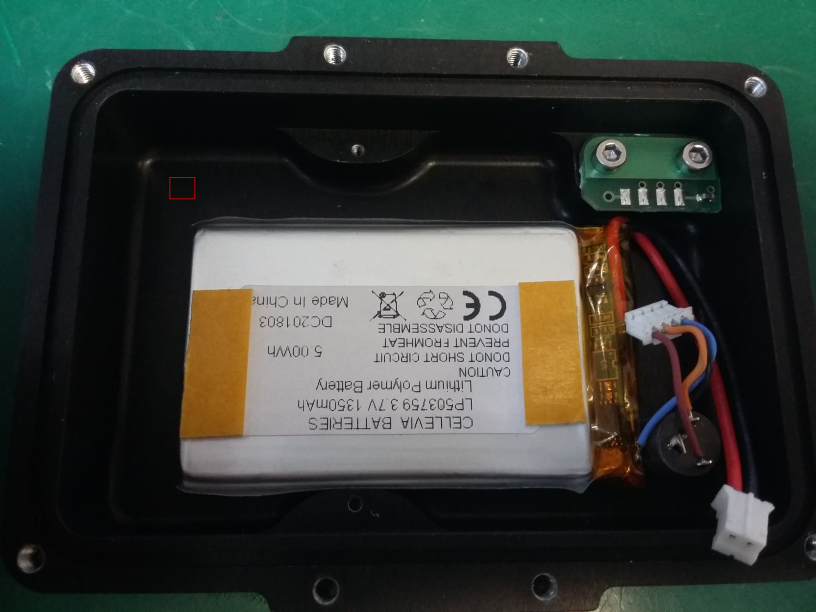 CELLEVIA BATTERIES
LP503759 3.7V 1350mAh
Lithium Polymer Battery
CAUTION
DONOT SHORT CIRCUIT
PREVENT FROMHEAT
DONOT DISASSEMBLE
5.00Wh
DC201803
Made In China
CE